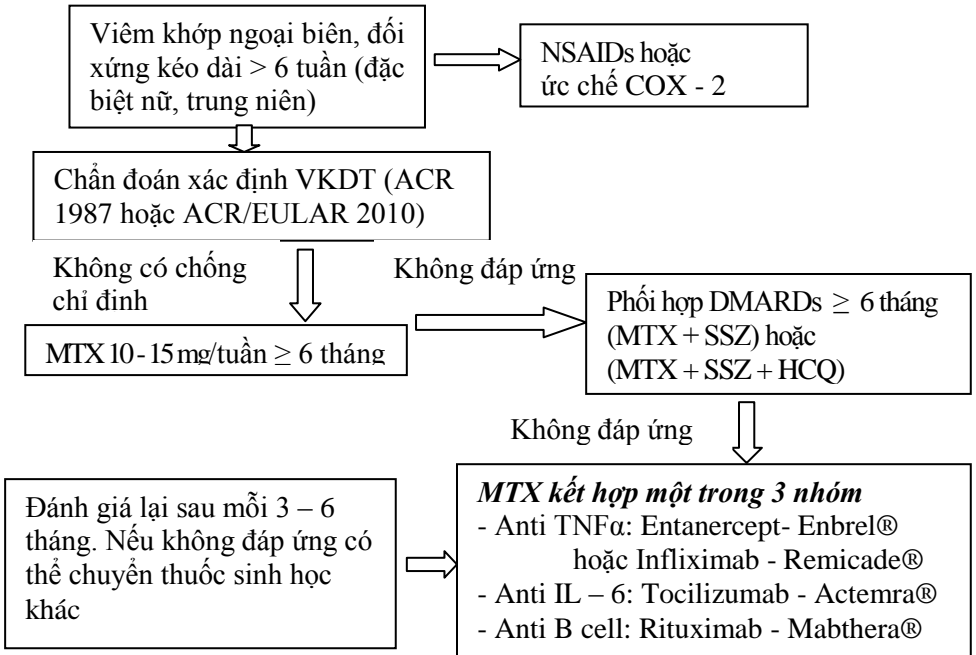 Viêm khớp ngoại biên, đối
xứng kéo dài > 6 tuần (đặc
biệt nữ, trung niên)
NSAIDs hoặc
ức chế COX - 2
Chẩn đoán xác định VKDT (ACR
1987 hoặc ACR/EULAR 2010)
Không có chống
chỉ đinh
Không đáp ứng
MTX 10 - 15 mg/tuần ≥ 6 tháng
Phối hợp DMARDs ≥ 6 tháng
(MTX + SSZ) hoặc
(MTX + SSZ + HCQ)
Không đáp ứng
Đánh giá lại sau mỗi 3 – 6
tháng. Nếu không đáp ứng có
thể chuyển thuốc sinh học
khác
MTX kết hợp một trong 3 nhóm
- Anti TNFα: Entanercept- Enbrel®
hoặc Infliximab - Remicade®
- Anti IL – 6: Tocilizumab - Actemra®
- Anti B cell: Rituximab - Mabthera®